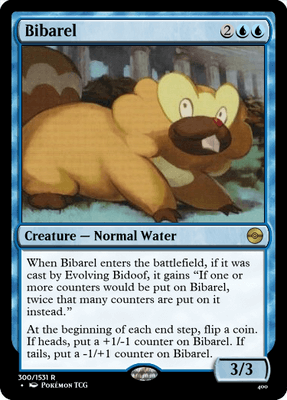 Bibarel 2
Creature — Normal Water
When Bibarel enters the battlefield, if it was
cast by Evolving Bidoof, it gains “If one
or more counters would be put on Bibarel,
twice that many counters are put on it
instead.”
At the beginning of each end step, flip a coin.
If heads, put a +1/-1 counter on Bibarel. If
tails, put a -1/+1 counter on Bibarel.
3/3
300/1531 R
• Pokémon TCG
400